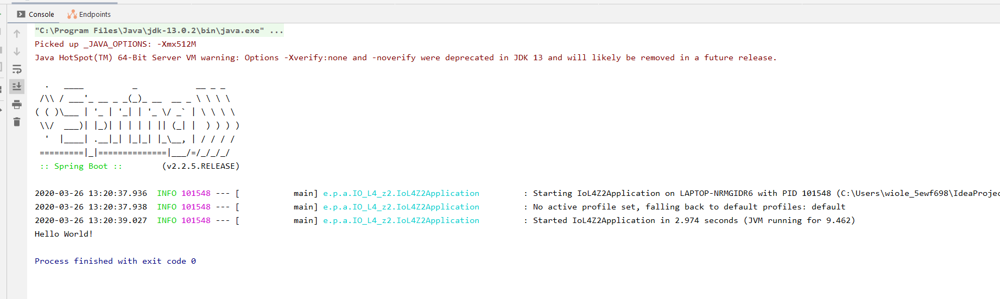 Console Endpoints
"C:\Program Files\Java\jdk-13.0.2\bin\java.exe" ...
Picked up _JAVA_OPTIONS: -Xmx512M
Java HotSpot(TM) 64-Bit Server VM warning: Options -Xverify:none and -noverify were deprecated in JDK 13 and will likely be removed in a future release.
  .   ____          _            __ _ _
 /\\ / ___'_ __ _ _(_)_ __  __ _ \ \ \ \
( ( )\___ | '_ | '_| | '_ \/ _` | \ \ \ \
 \\/  ___)| |_)| | | | | || (_| |  ) ) ) )
  '  |____| .__|_| |_|_| |_\__, | / / / /
 =========|_|==============|___/=/_/_/_/
 :: Spring Boot ::        (v2.2.5.RELEASE)
2020-03-26 13:20:37.936  INFO 101548 --- [           main] e.p.a.IO_L4_z2.IoL4Z2Application         : Starting IoL4Z2Application on LAPTOP-NRMGIDR6 with PID 101548 (C:\Users\wiole_5ewf698\IdeaProjec
2020-03-26 13:20:37.938  INFO 101548 --- [           main] e.p.a.IO_L4_z2.IoL4Z2Application         : No active profile set, falling back to default profiles: default
2020-03-26 13:20:39.027  INFO 101548 --- [           main] e.p.a.IO_L4_z2.IoL4Z2Application         : Started IoL4Z2Application in 2.974 seconds (JVM running for 9.462)
Hello World!
Process finished with exit code 0